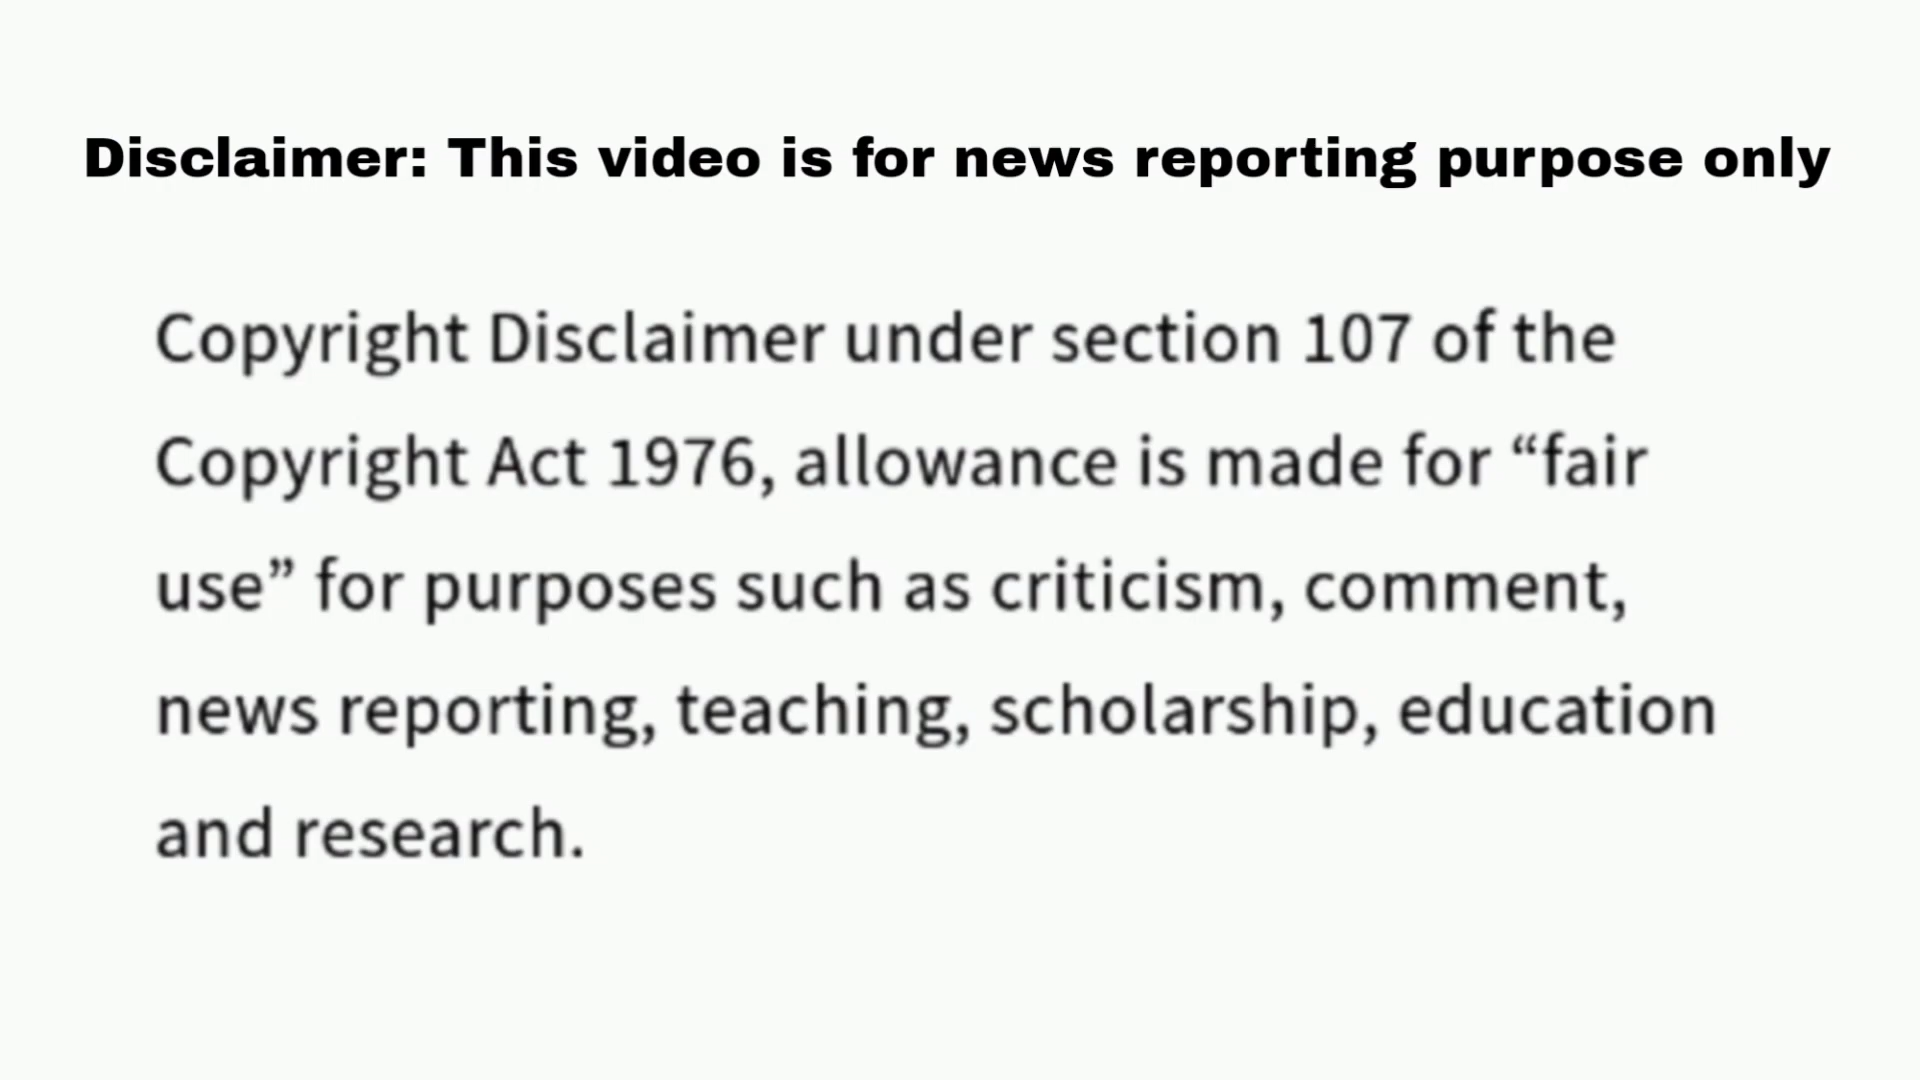 Disclaimer: This video is for news reporting purpose only
Copyright Disclaimer under section 107 of the
Copyright Act 1976, allowance is made for “fair
use” for purposes such as criticism, comment,
news reporting, teaching, scholarship, education
and research.